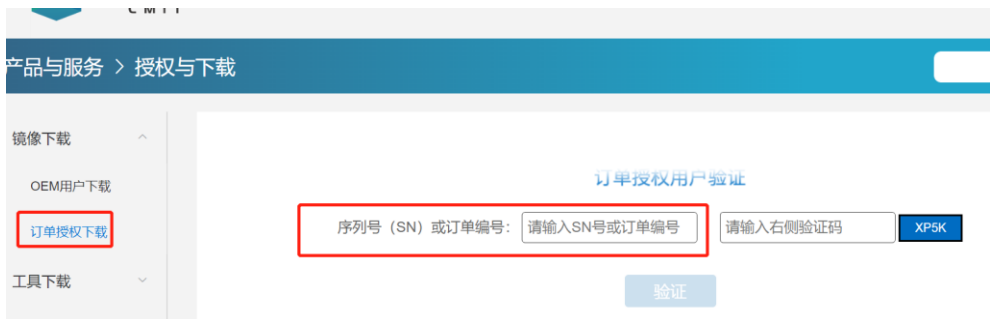 产品与服务 > 授权与下载
镜像下载
OEM用户下载
订单授权下载
工具下载
订单授权用户验证
序列号（SN）或订单编号： 请输入SN号或订单编号 请输入右侧验证码 XP5K
验证